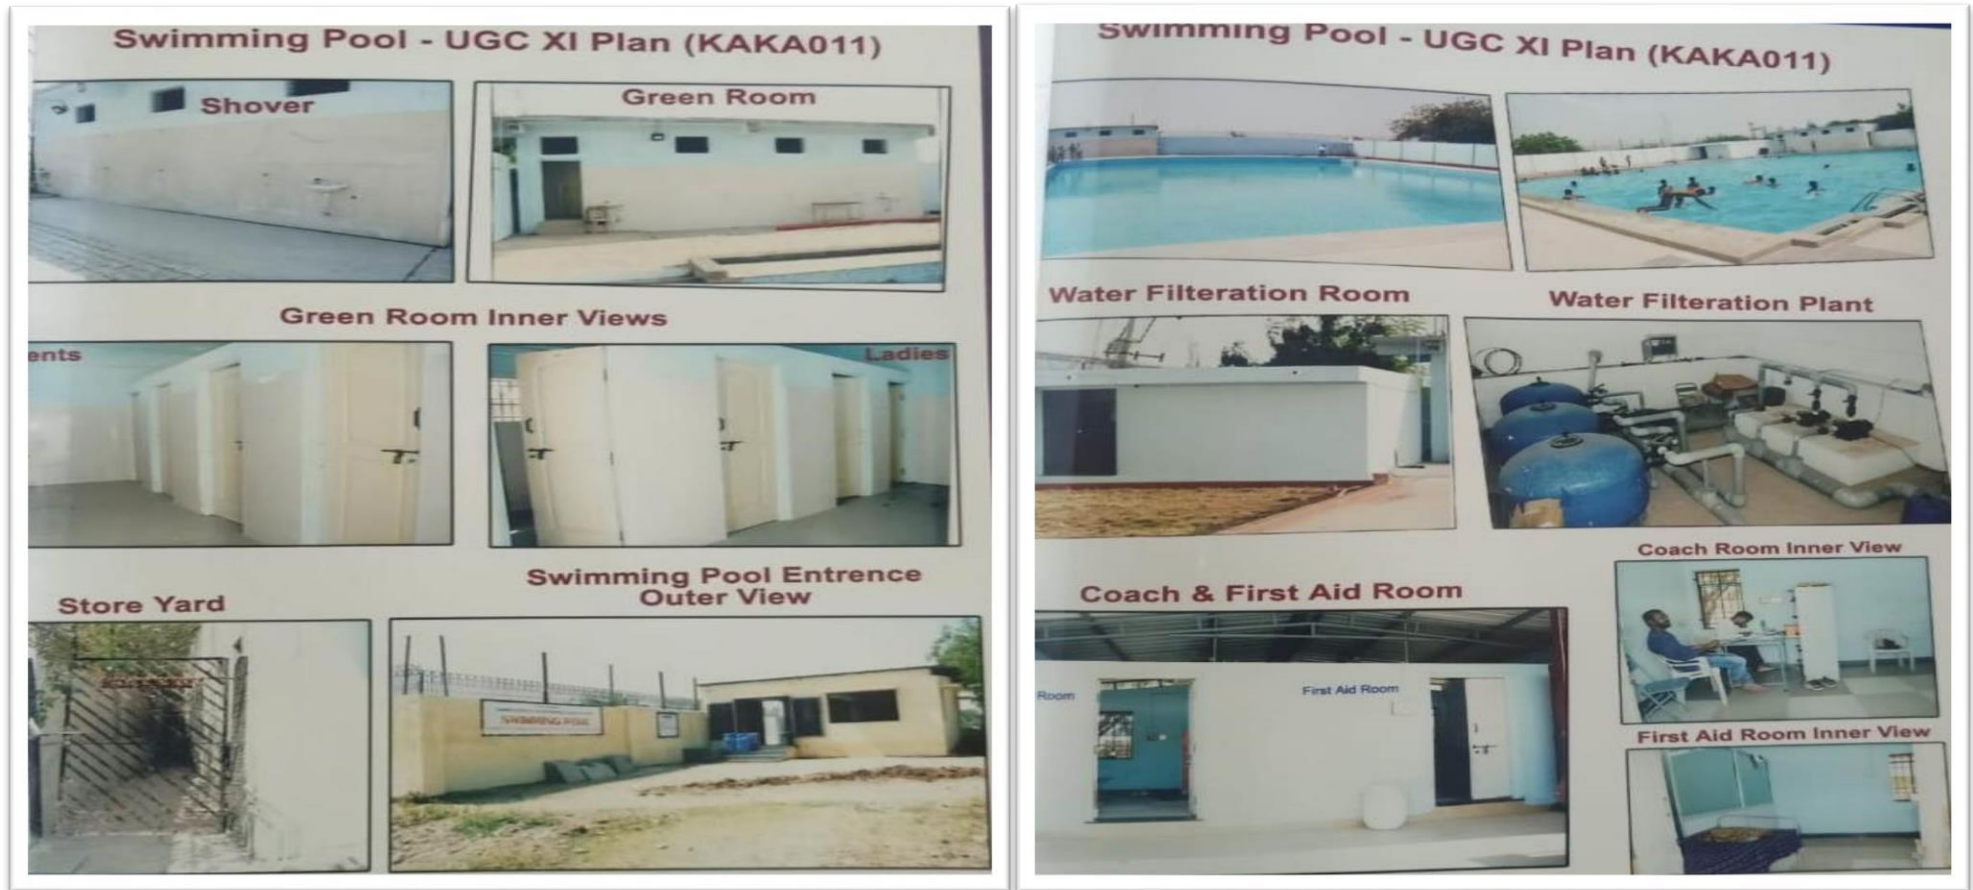 Swimming Pool - UGC XI Plan (KAKA011)
Shover
Green Room
Green Room Inner Views
ents
Ladies
Store Yard
Swimming Pool Entrence
Outer View
SWIMMING POOL
Swimming Pool - UGC XI Plan (KAKA011)
Water Filteration Room
Water Filteration Plant
Coach & First Aid Room
Room
First Aid Room
Coach Room Inner View
First Aid Room Inner View